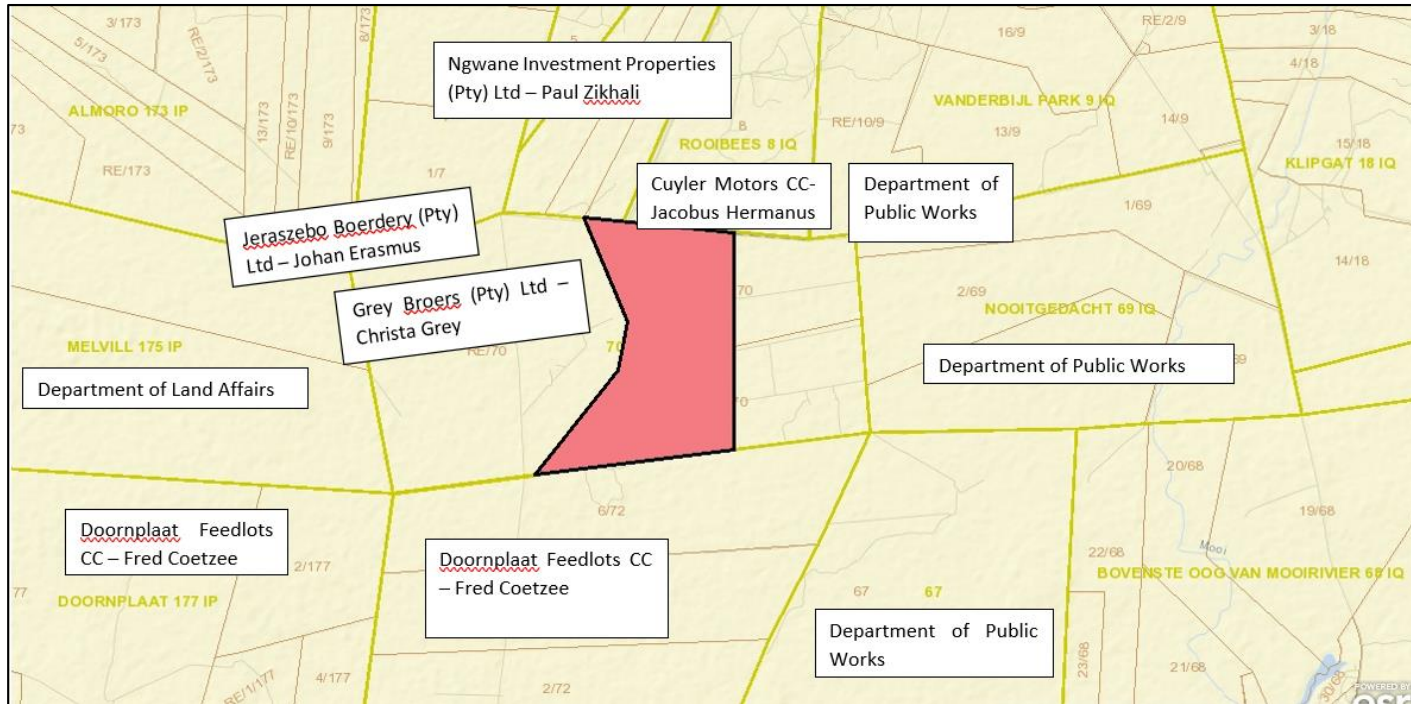 3/173
5/173
RE/2/173
8/173
ALMORO 173 IP
13/173
RE/10/173
9/173
RE/173
73
5
Ngwane Investment Properties
(Pty) Ltd – Paul Zikhali
1/7
8
ROOIBEES 8 IQ
RE/10/9
16/9
RE/2/9
VANDERBIJL PARK 9 IQ
13/9
14/9
3/18
4/18
15/18
KLIPGAT 18 IQ
14/18
Cuyler Motors CC-
Jacobus Hermanus
Department of
Public Works
1/69
2/69
NOOITGEDACHT 69 IQ
69
Department of Public Works
Jeraszebo Boerdery (Pty)
Ltd – Johan Erasmus
Grey Broers (Pty) Ltd –
Christa Grey
RE/70
70
70
70
MELVILL 175 IP
Department of Land Affairs
Doornplaat Feedlots
CC – Fred Coetzee
2/177
77
DOORNPLAAT 177 IP
RE/1/177
4/177
6/72
Doornplaat Feedlots CC
– Fred Coetzee
2/72
67
67
Department of Public
Works
20/68
19/68
22/68
Mooi
BOVENSTE OOG VAN MOOIRIVIER 68 IQ
23/68
21/68
30/68
POWERED BY
esri